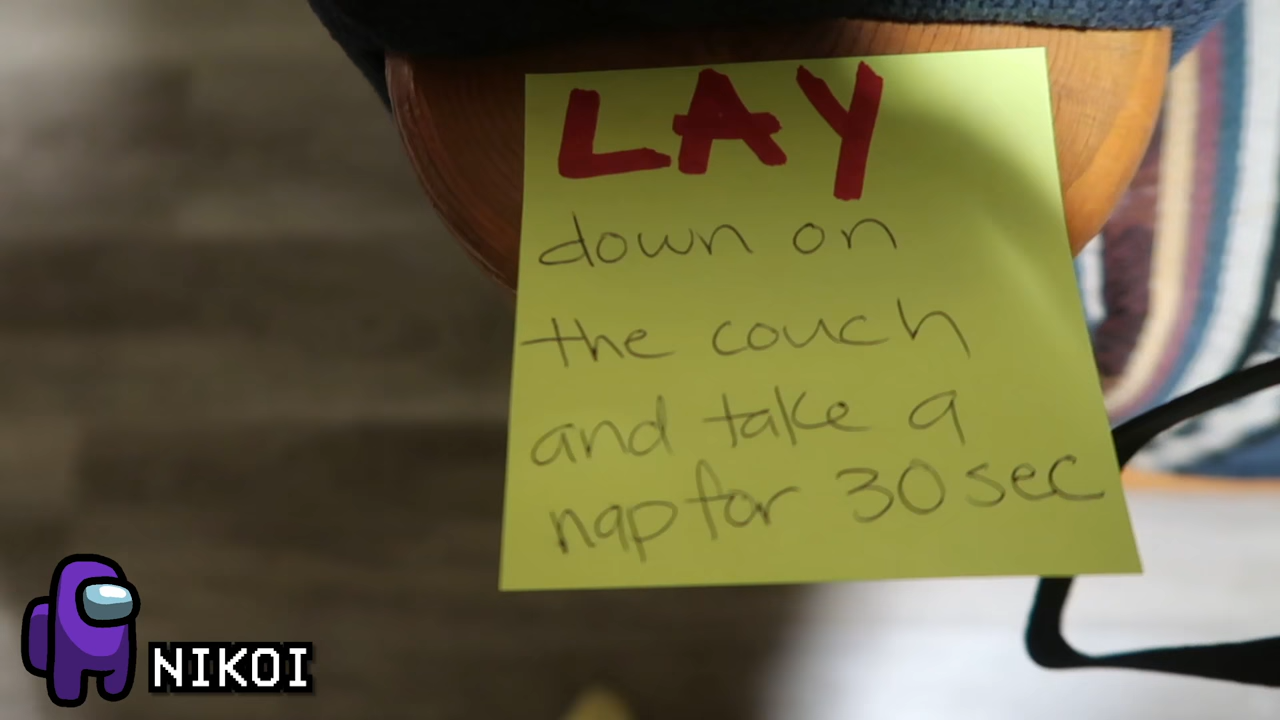 LAY
down on
the couch
and take a
nap for 30 sec
NIKOI